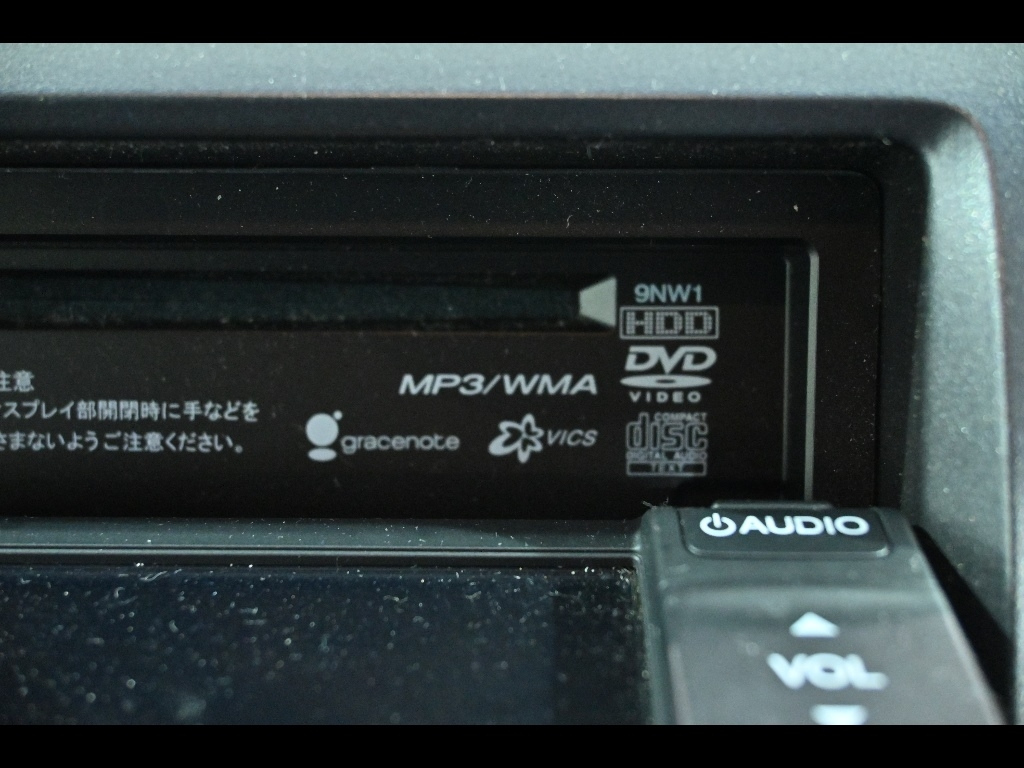 9NW1
HDD
DVD
VIDEO
注意
スプレイ部開閉時に手などを
さまないようご注意ください。
MP3/WMA
gracenote
VICS
COMPACT
disc
DIGITAL AUDIO
TEXT
AUDIO
VOL